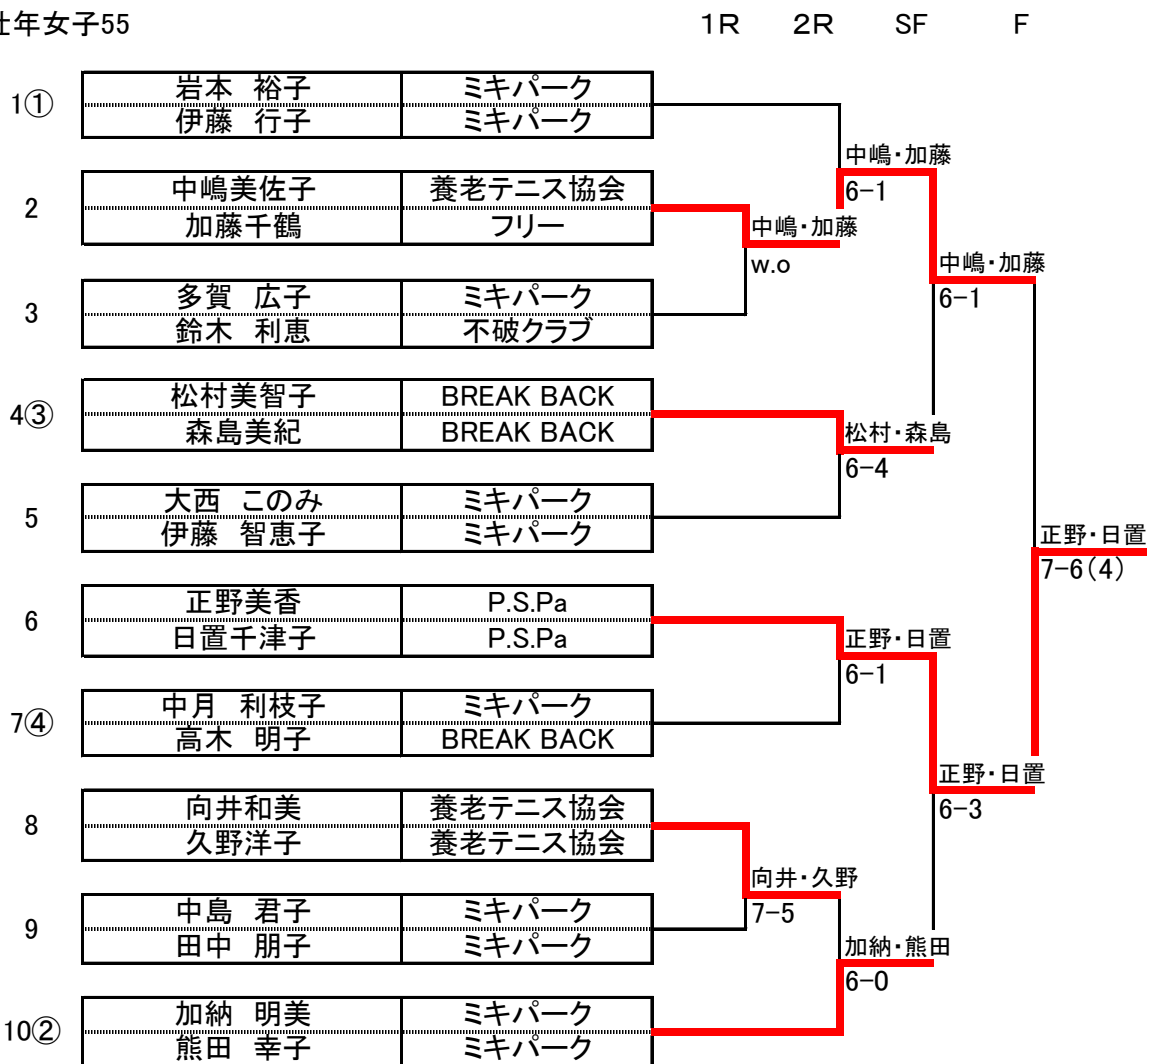 壮年女子55 1R 2R SF F
1① 岩本 裕子 ミキパーク
伊藤 行子 ミキパーク
中嶋・加藤
6-1
2 中嶋美佐子 養老テニス協会
加藤千鶴 フリー
中嶋・加藤
w.o
中嶋・加藤
6-1
3 多賀 広子 ミキパーク
鈴木 利恵 不破クラブ
4③ 松村美智子 BREAK BACK
森島美紀 BREAK BACK
松村・森島
6-4
5 大西 このみ ミキパーク
伊藤 智恵子 ミキパーク
正野・日置
7-6(4)
6 正野美香 P.S.Pa
日置千津子 P.S.Pa
正野・日置
6-1
7④ 中月 利枝子 ミキパーク
高木 明子 BREAK BACK
正野・日置
6-3
8 向井和美 養老テニス協会
久野洋子 養老テニス協会
向井・久野
7-5
9 中島 君子 ミキパーク
田中 朋子 ミキパーク
加納・熊田
6-0
10② 加納 明美 ミキパーク
熊田 幸子 ミキパーク